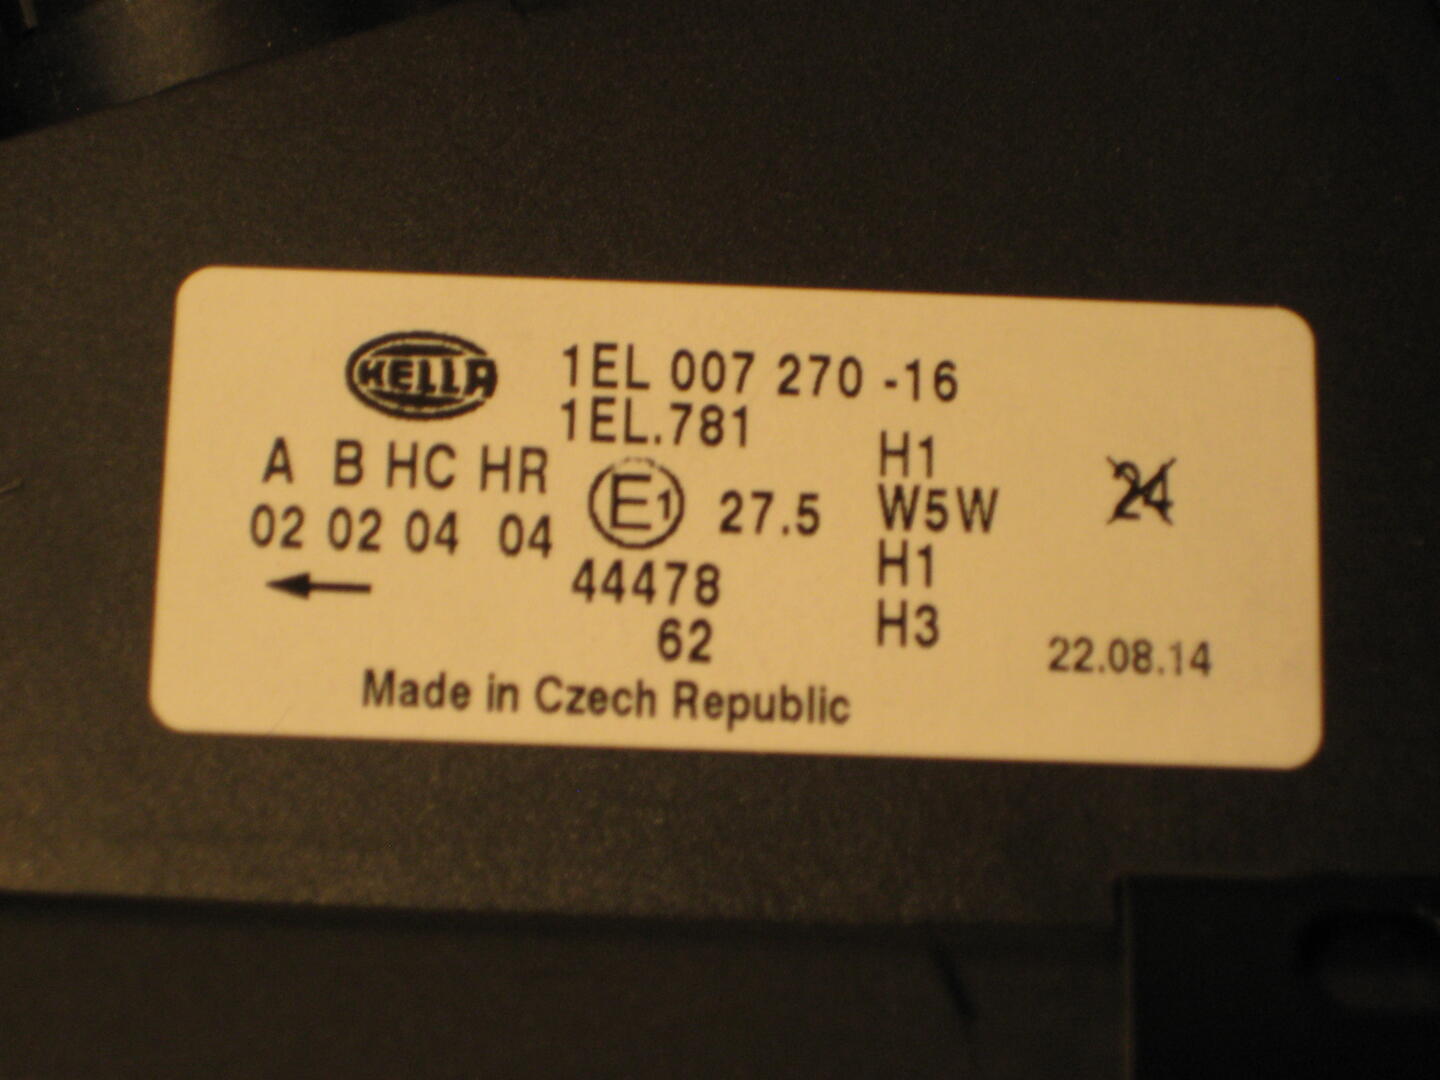 HELLA 1EL 007 270 -16
1EL.781
A B HC HR
02 02 04 04
E1 27.5
44478
62
H1
W5W
H1
H3
24
22.08.14
Made in Czech Republic